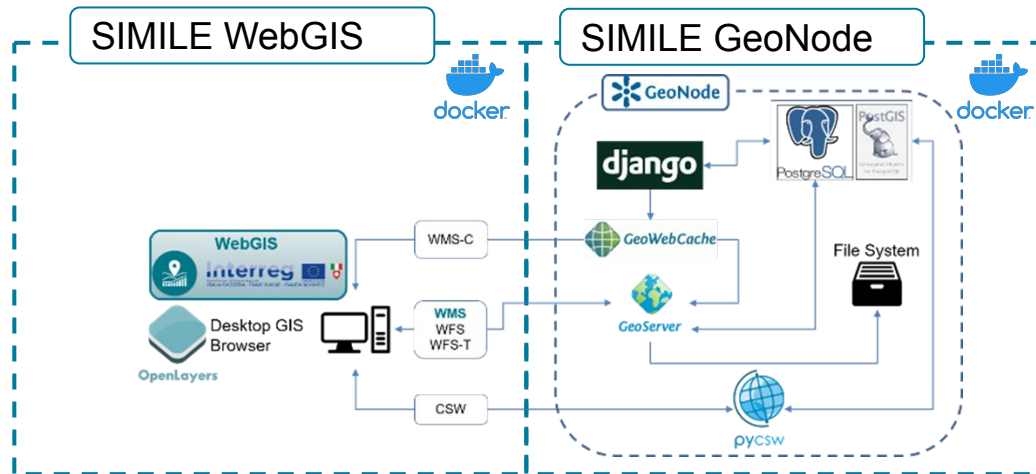 SIMILE WebGIS
SIMILE GeoNode
docker
docker
GeoNode
django
PostgreSQL
PostGIS
WebGIS
Interreg
WMS-C
GeoWebCache
File System
Desktop GIS
Browser
OpenLayers
WMS
WFS
WFS-T
GeoServer
CSW
pycsw